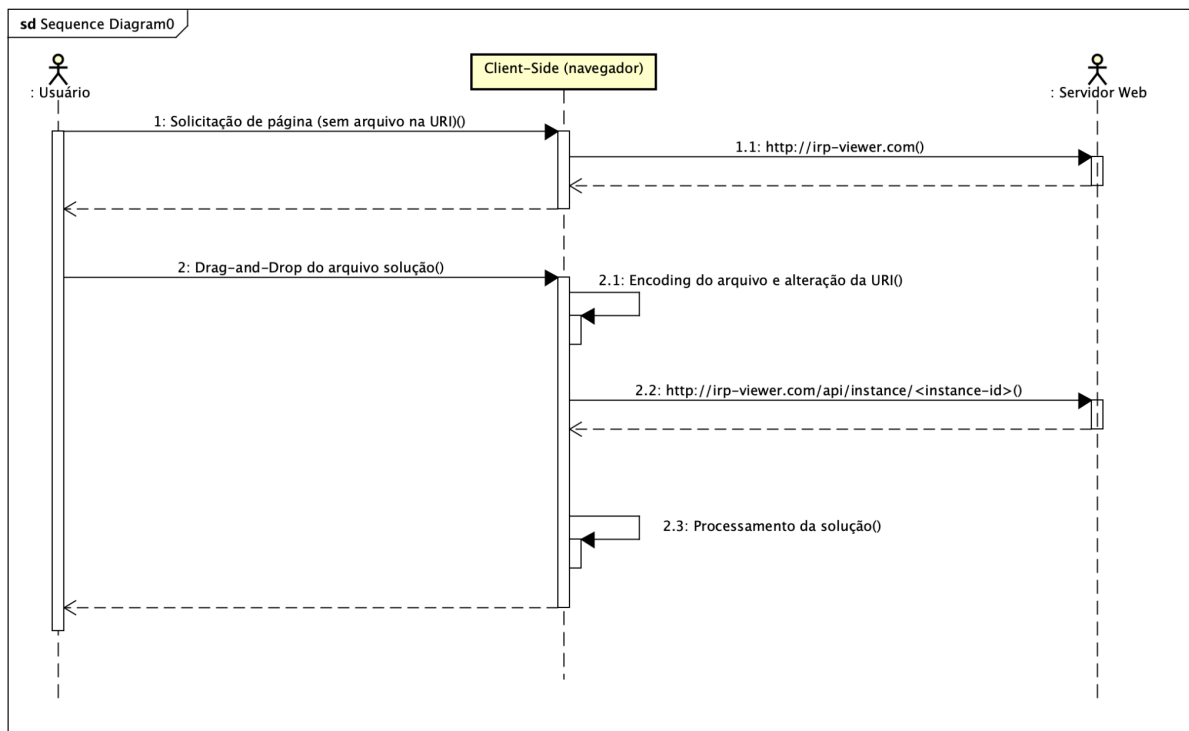 sd Sequence Diagram0
: Usuário
Client-Side (navegador)
: Servidor Web
1: Solicitação de página (sem arquivo na URI)()
1.1: http://irp-viewer.com()
2: Drag-and-Drop do arquivo solução()
2.1: Encoding do arquivo e alteração da URI()
2.2: http://irp-viewer.com/api/instance/<instance-id>()
2.3: Processamento da solução()